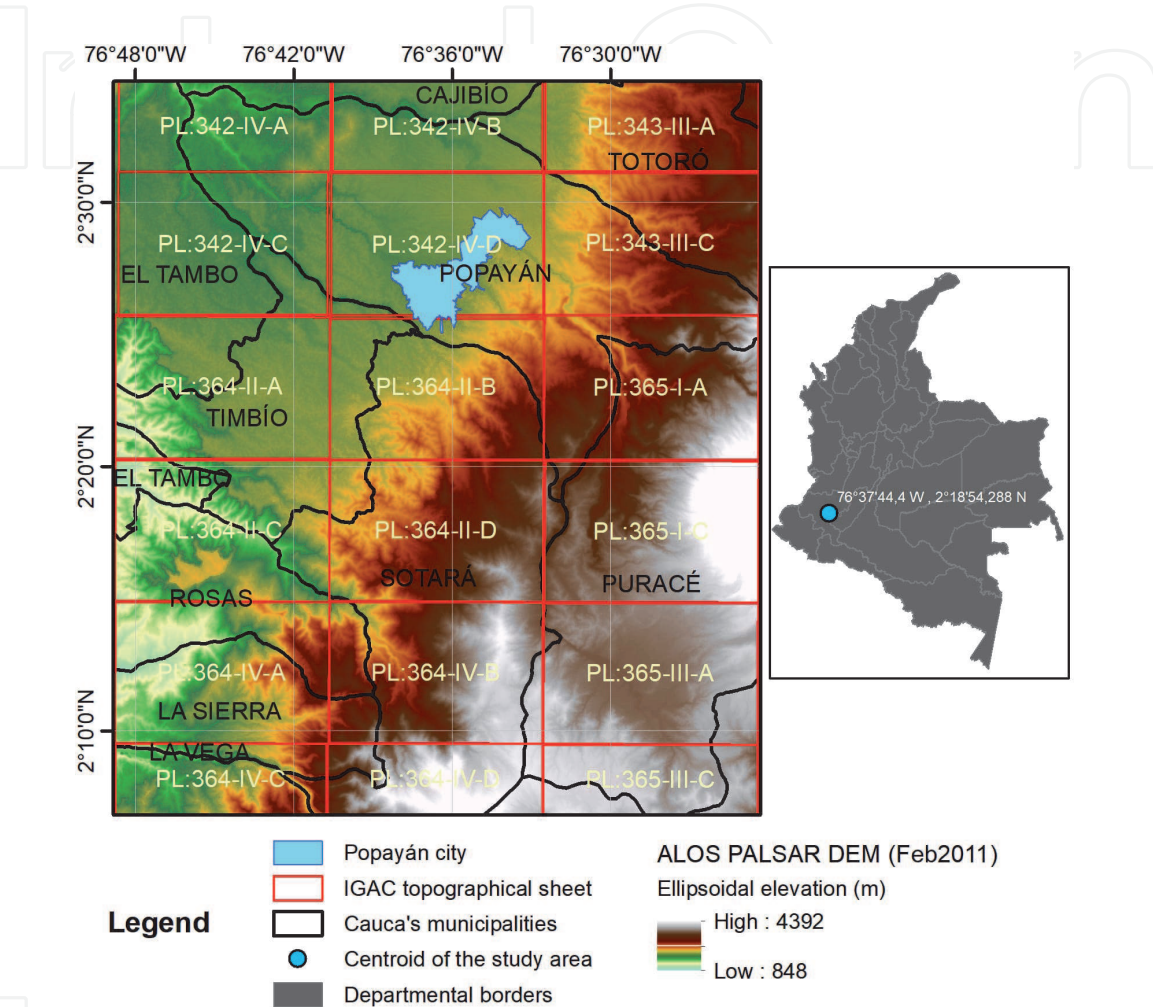 76°48'0"W 76°42'0"W 76°36'0"W 76°30'0"W
CAJIBÍO
PL:342-IV-A PL:342-IV-B PL:343-III-A
TOTORÓ
2°30'0"N
PL:342-IV-C PL:342-IV-D PL:343-III-C
EL TAMBO POPAYÁN
PL:364-II-A PL:364-II-B PL:365-I-A
TIMBÍO
2°20'0"N
EL TAMBO
76°37'44,4 W , 2°18'54,288 N
PL:364-II-C PL:364-II-D PL:365-I-C
SOTARÁ PURACÉ
ROSAS
PL:364-IV-A PL:364-IV-B PL:365-III-A
LA SIERRA
2°10'0"N
LA VEGA
PL:364-IV-C PL:364-IV-D PL:365-III-C
Legend
Popayán city
IGAC topographical sheet
Cauca's municipalities
Centroid of the study area
Departmental borders
ALOS PALSAR DEM (Feb2011)
Ellipsoidal elevation (m)
High : 4392
Low : 848